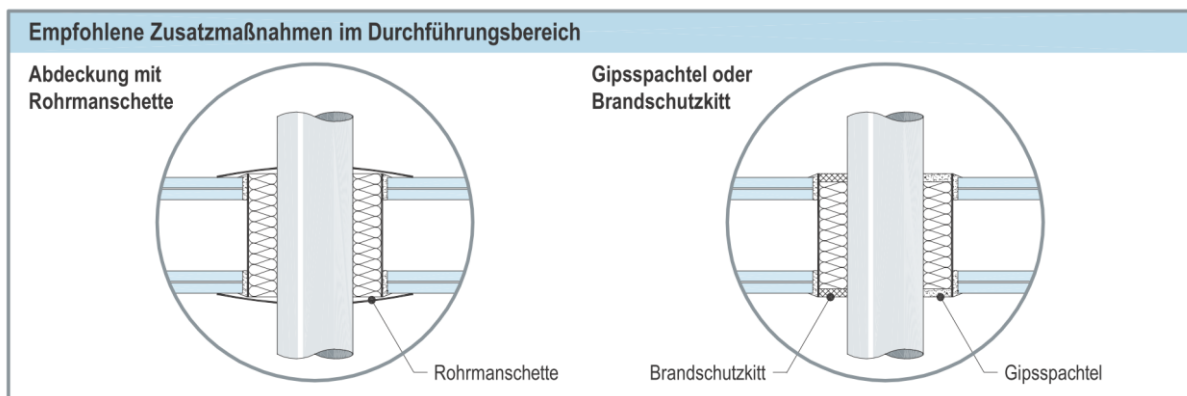 Empfohlene Zusatzmaßnahmen im Durchführungsbereich
Abdeckung mit
Rohrmanschette
Gipsspachtel oder
Brandschutzkitt
Rohrmanschette
Brandschutzkitt
Gipsspachtel